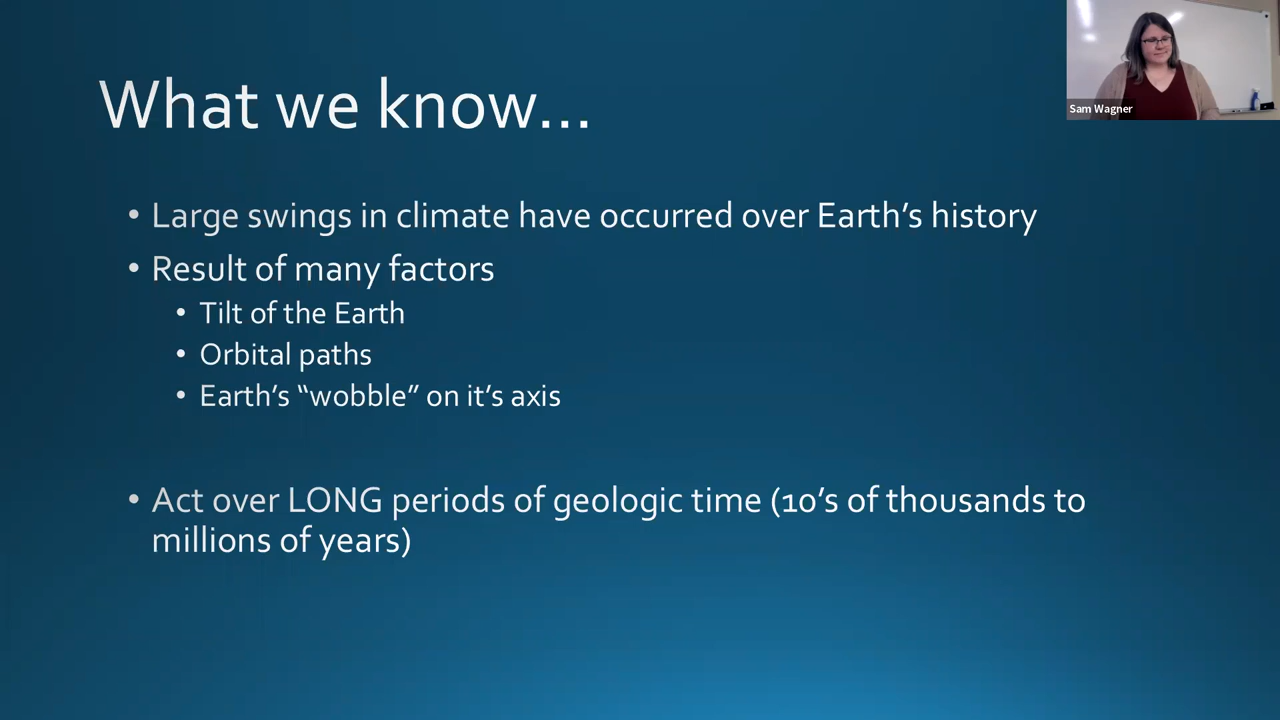 What we know...
Sam Wagner
• Large swings in climate have occurred over Earth’s history
• Result of many factors
• Tilt of the Earth
• Orbital paths
• Earth’s “wobble” on it’s axis
• Act over LONG periods of geologic time (10’s of thousands to
millions of years)